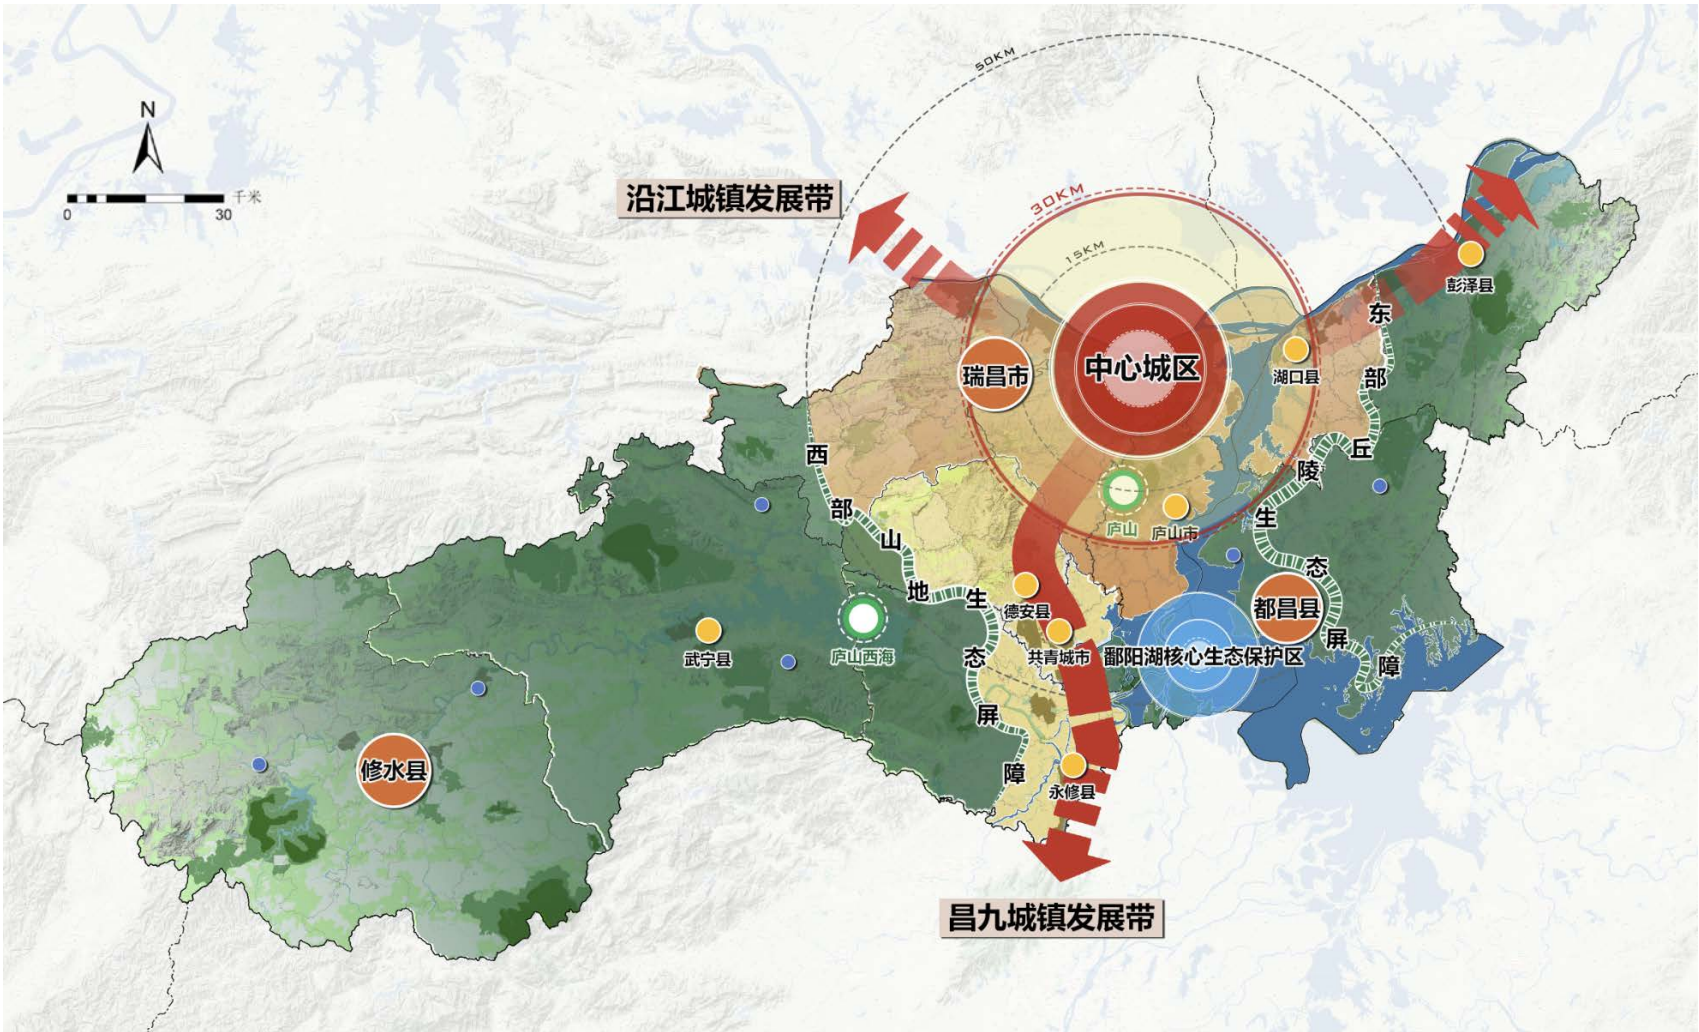 N
千米
0 30
沿江城镇发展带
50KM
30KM
15KM
彭泽县
中心城区
瑞昌市
湖口县
东部丘陵生态屏障
西部山地生态屏障
庐山
庐山市
德安县
都昌县
武宁县
庐山西海
共青城市
鄱阳湖核心生态保护区
修水县
永修县
昌九城镇发展带